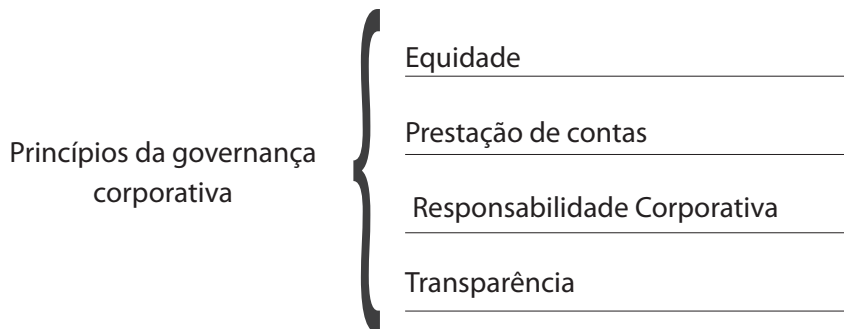 Princípios da governança
corporativa
Equidade
Prestação de contas
Responsabilidade Corporativa
Transparência